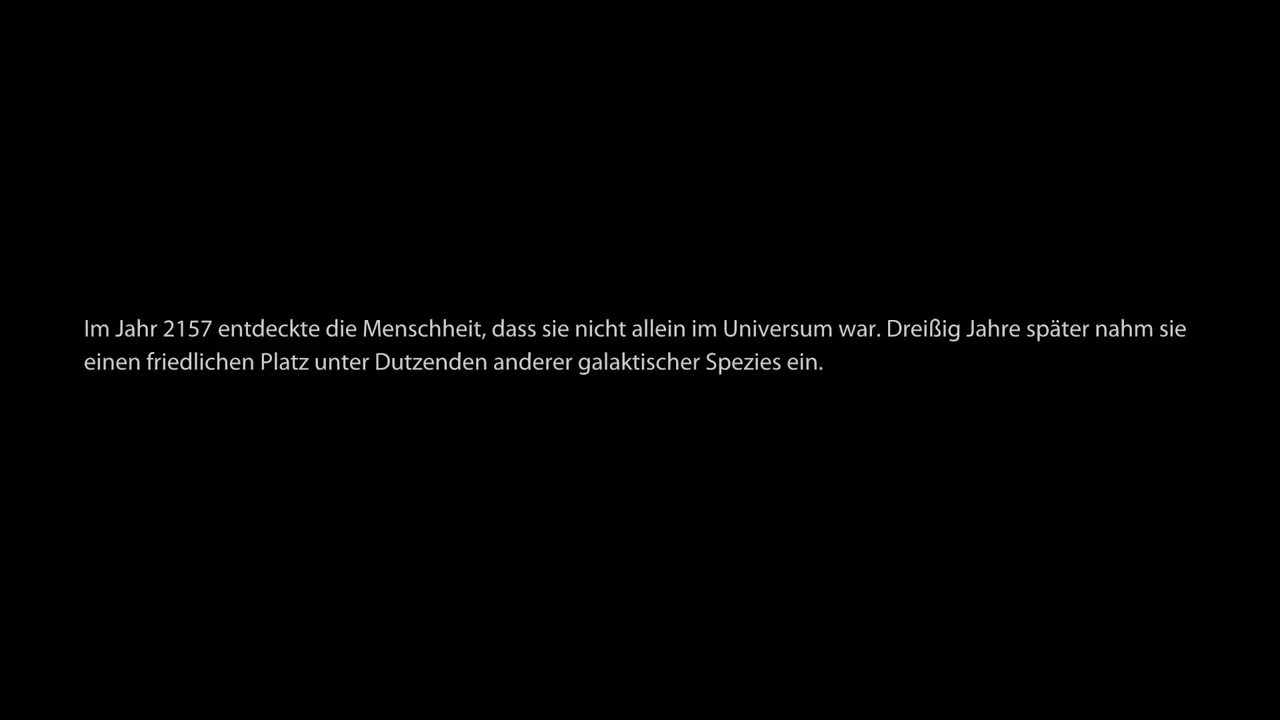 Im Jahr 2157 entdeckte die Menschheit, dass sie nicht allein im Universum war. Dreißig Jahre später nahm sie
einen friedlichen Platz unter Dutzenden anderer galaktischer Spezies ein.